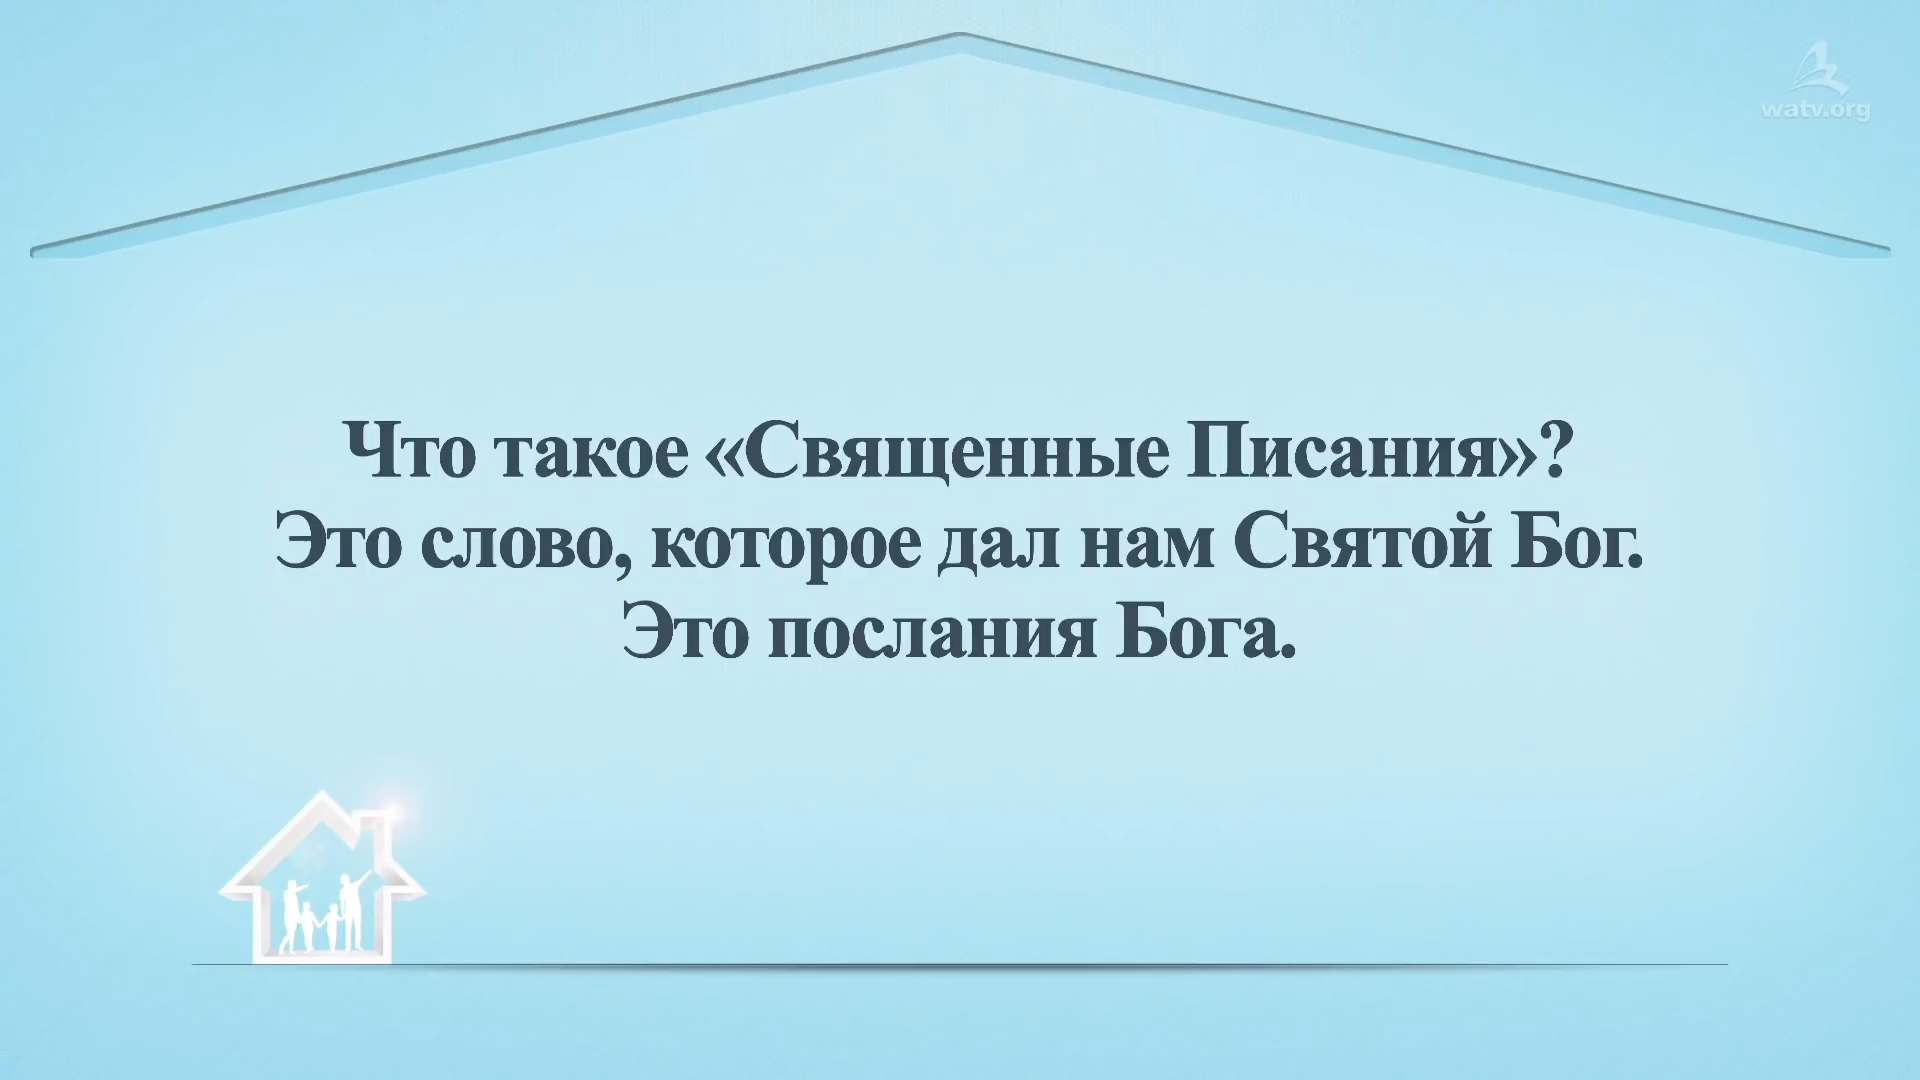 watv.org
Что такое «Священные Писания»?
Это слово, которое дал нам Святой Бог.
Это послания Бога.